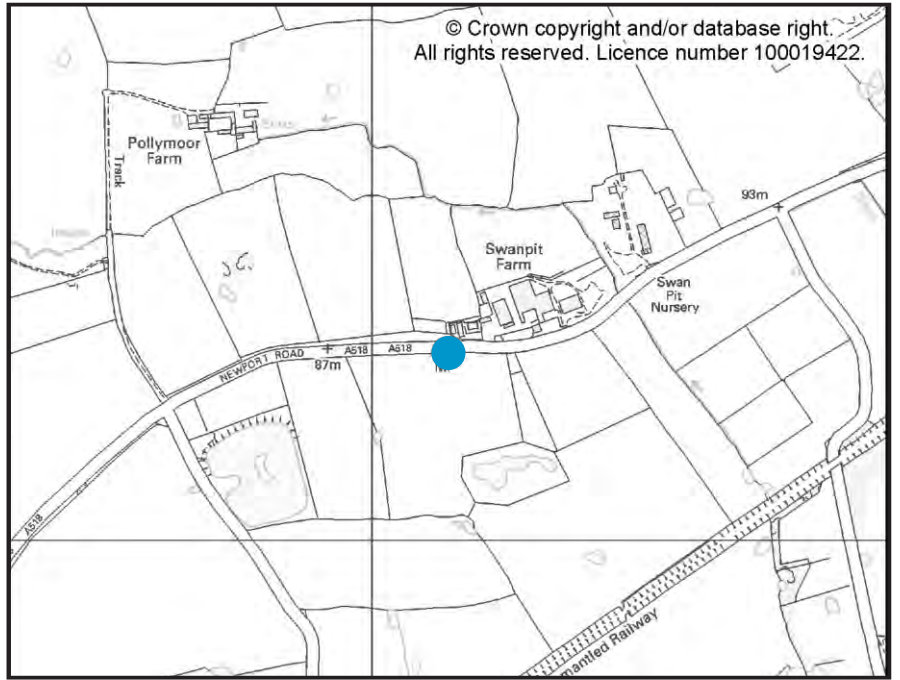 © Crown copyright and/or database right.
All rights reserved. Licence number 100019422.
Pollymoor
Farm
Track
93m
Swanpit
Farm
Swan
Pit
Nursery
A518
A518
NEWPORT ROAD
87m
A518
mantled Railway